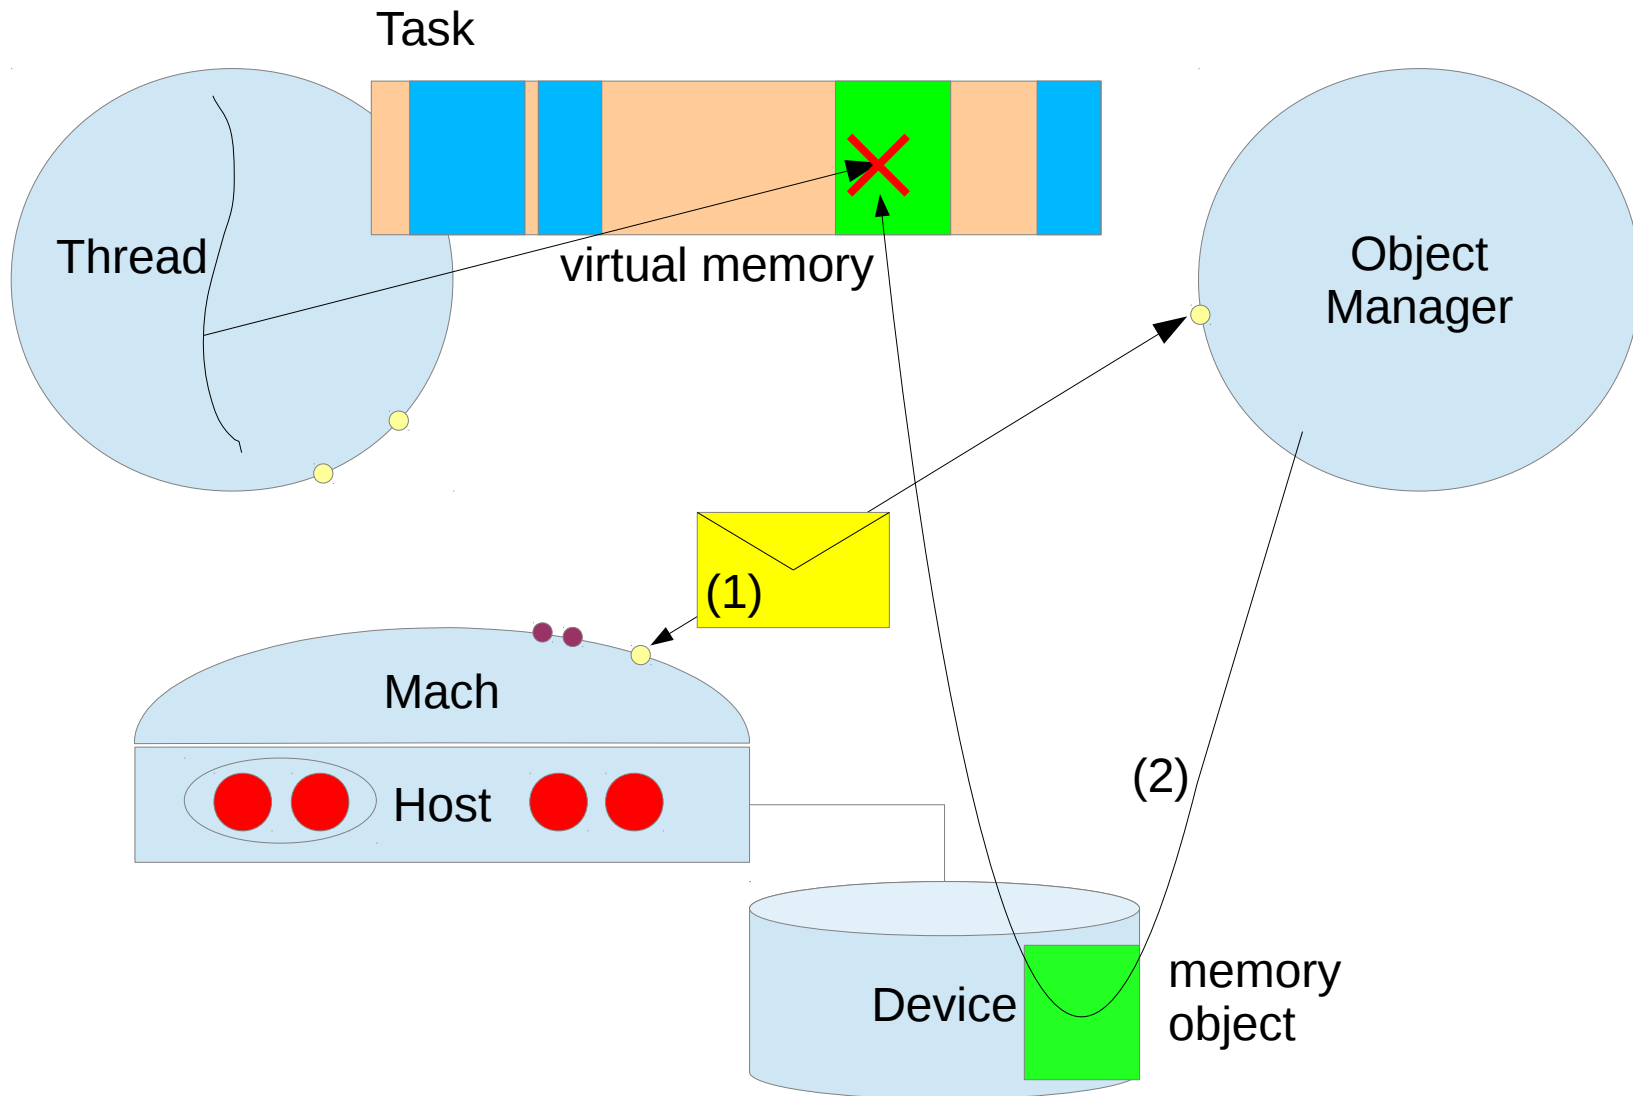 Task
Thread
virtual memory
Object
Manager
(1)
Mach
Host
(2)
Device
memory
object